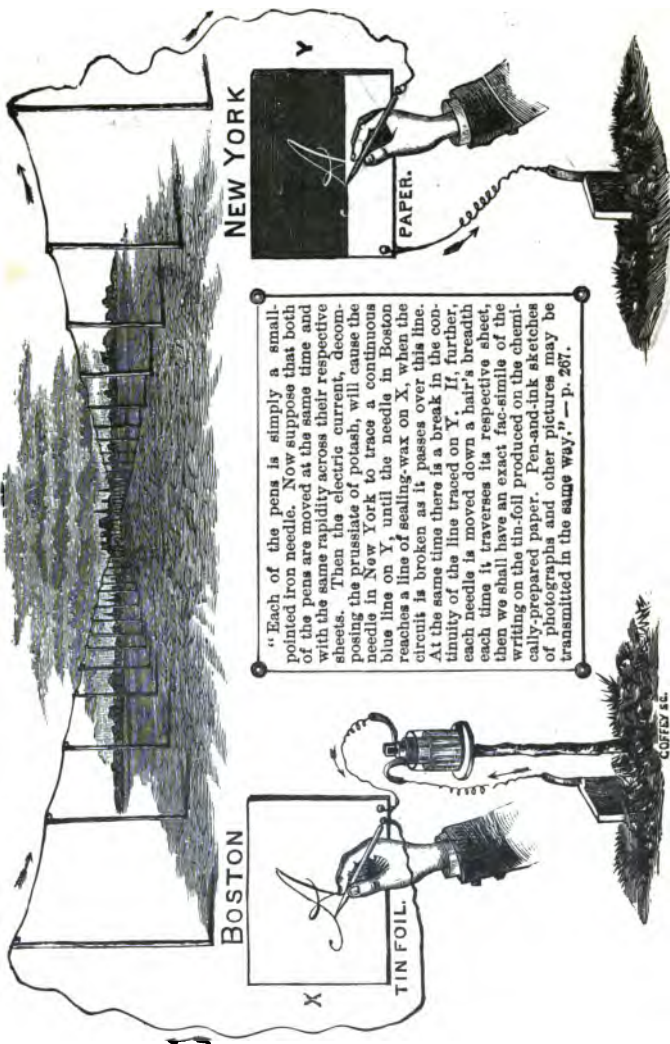 BOSTON
X
TIN FOIL.
NEW YORK
Y
PAPER.
"Each of the pens is simply a small-
pointed iron needle. Now suppose that both
of the pens are moved at the same time and
with the same rapidity across their respective
sheets. Then the electric current, decom-
posing the prussiate of potash, will cause the
needle in New York to trace a continuous
blue line on Y, until the needle in Boston
reaches a line of sealing-wax on X, when the
circuit is broken as it passes over this line.
At the same time there is a break in the con-
tinuity of the line traced on Y. If, further,
each needle is moved down a hair's breadth
each time it traverses its respective sheet,
then we shall have an exact fac-simile of the
writing on the tin-foil produced on the chemi-
cally-prepared paper. Pen-and-ink sketches
of photographs and other pictures may be
transmitted in the same way."—p. 267.
COFFEY SC.
A
A